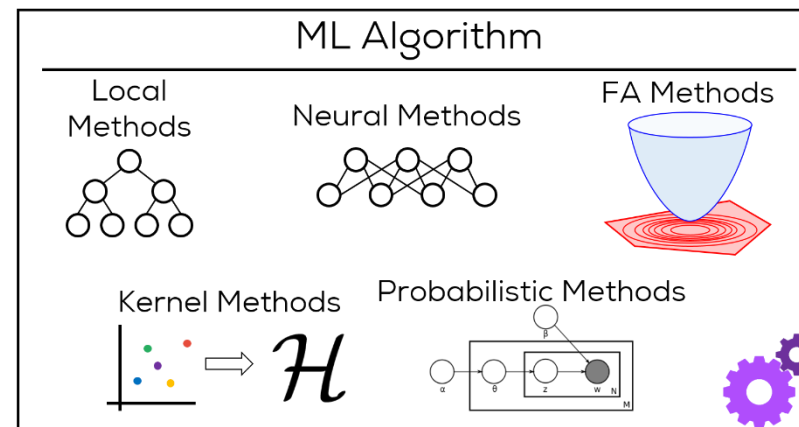 ML Algorithm
Local
Methods
Neural Methods
FA Methods
Kernel Methods
Probabilistic Methods
ℋ
β
α
θ
z
w
N
M